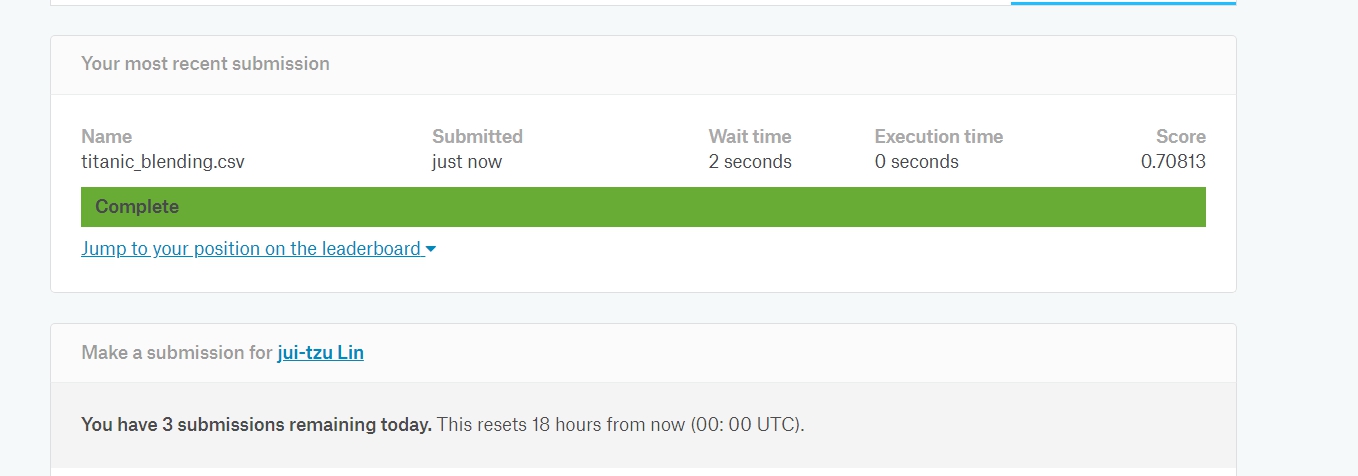 Your most recent submission
Name Submitted Wait time Execution time Score
titanic_blending.csv just now 2 seconds 0 seconds 0.70813
Complete
Jump to your position on the leaderboard
Make a submission for jui-tzu Lin
You have 3 submissions remaining today. This resets 18 hours from now (00: 00 UTC).